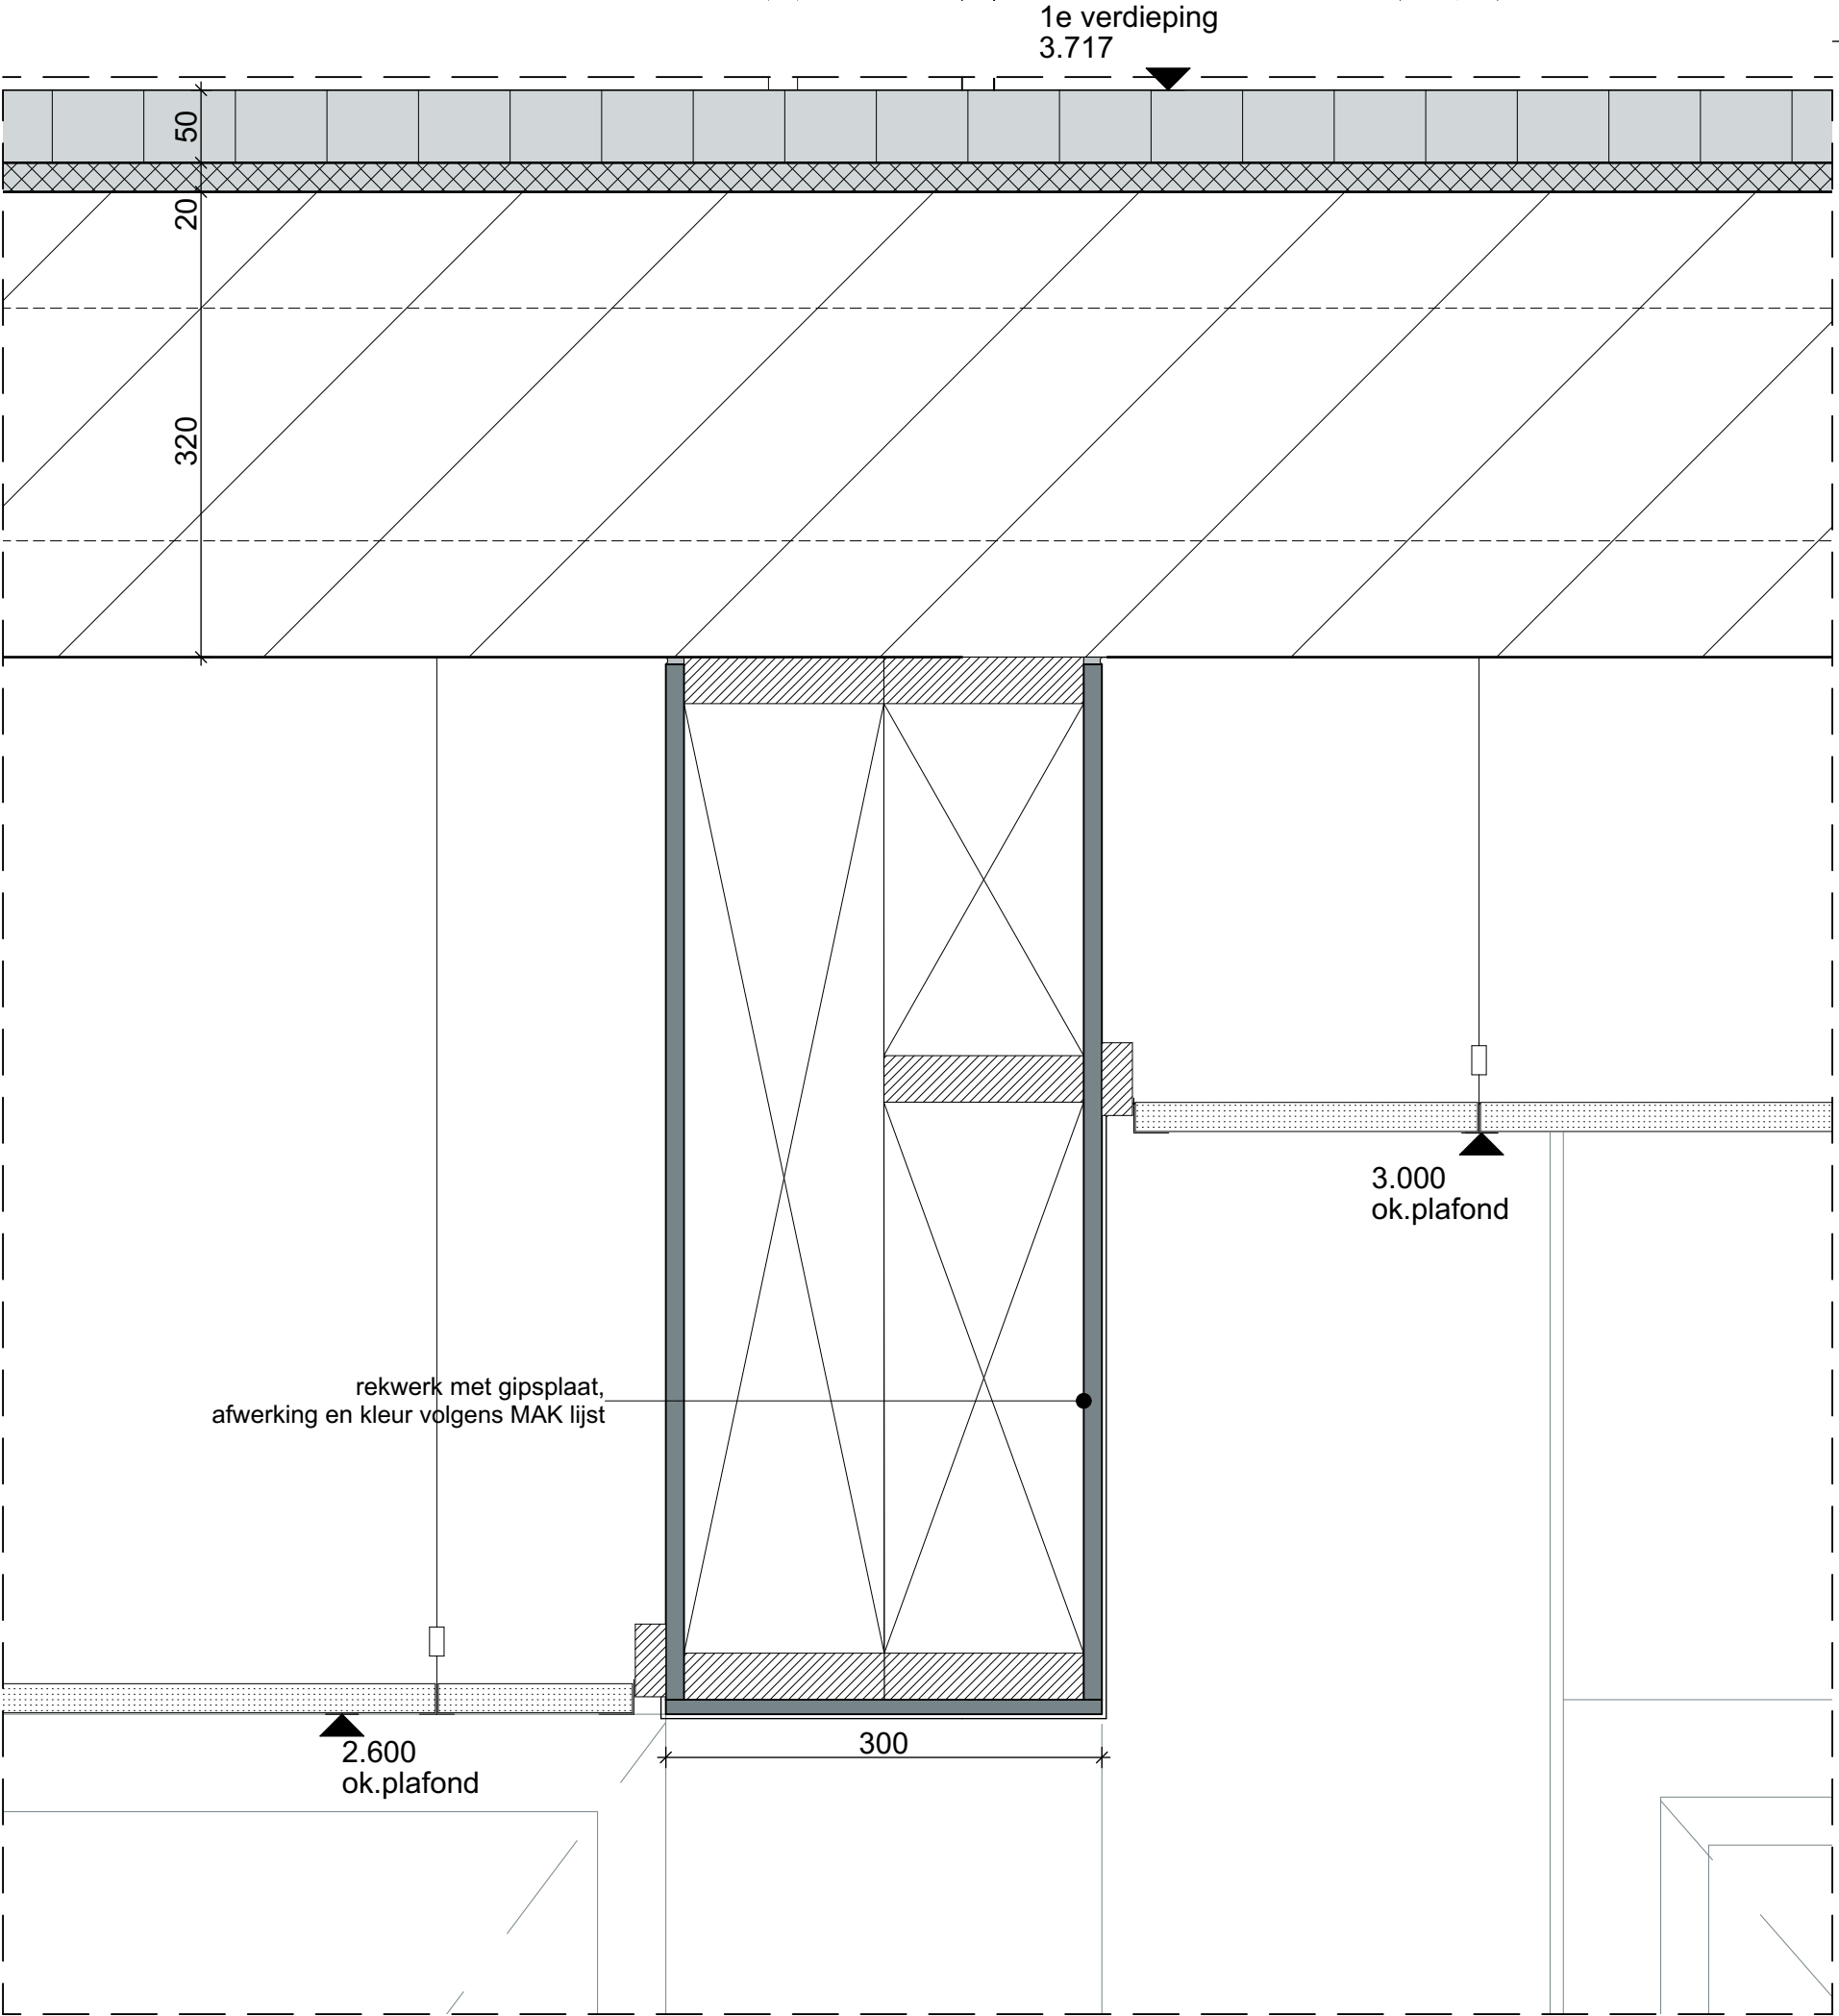 1e verdieping
3.717
50
20
320
3.000
ok.plafond
rekwerk met gipsplaat,
afwerking en kleur volgens MAK lijst
300
2.600
ok.plafond